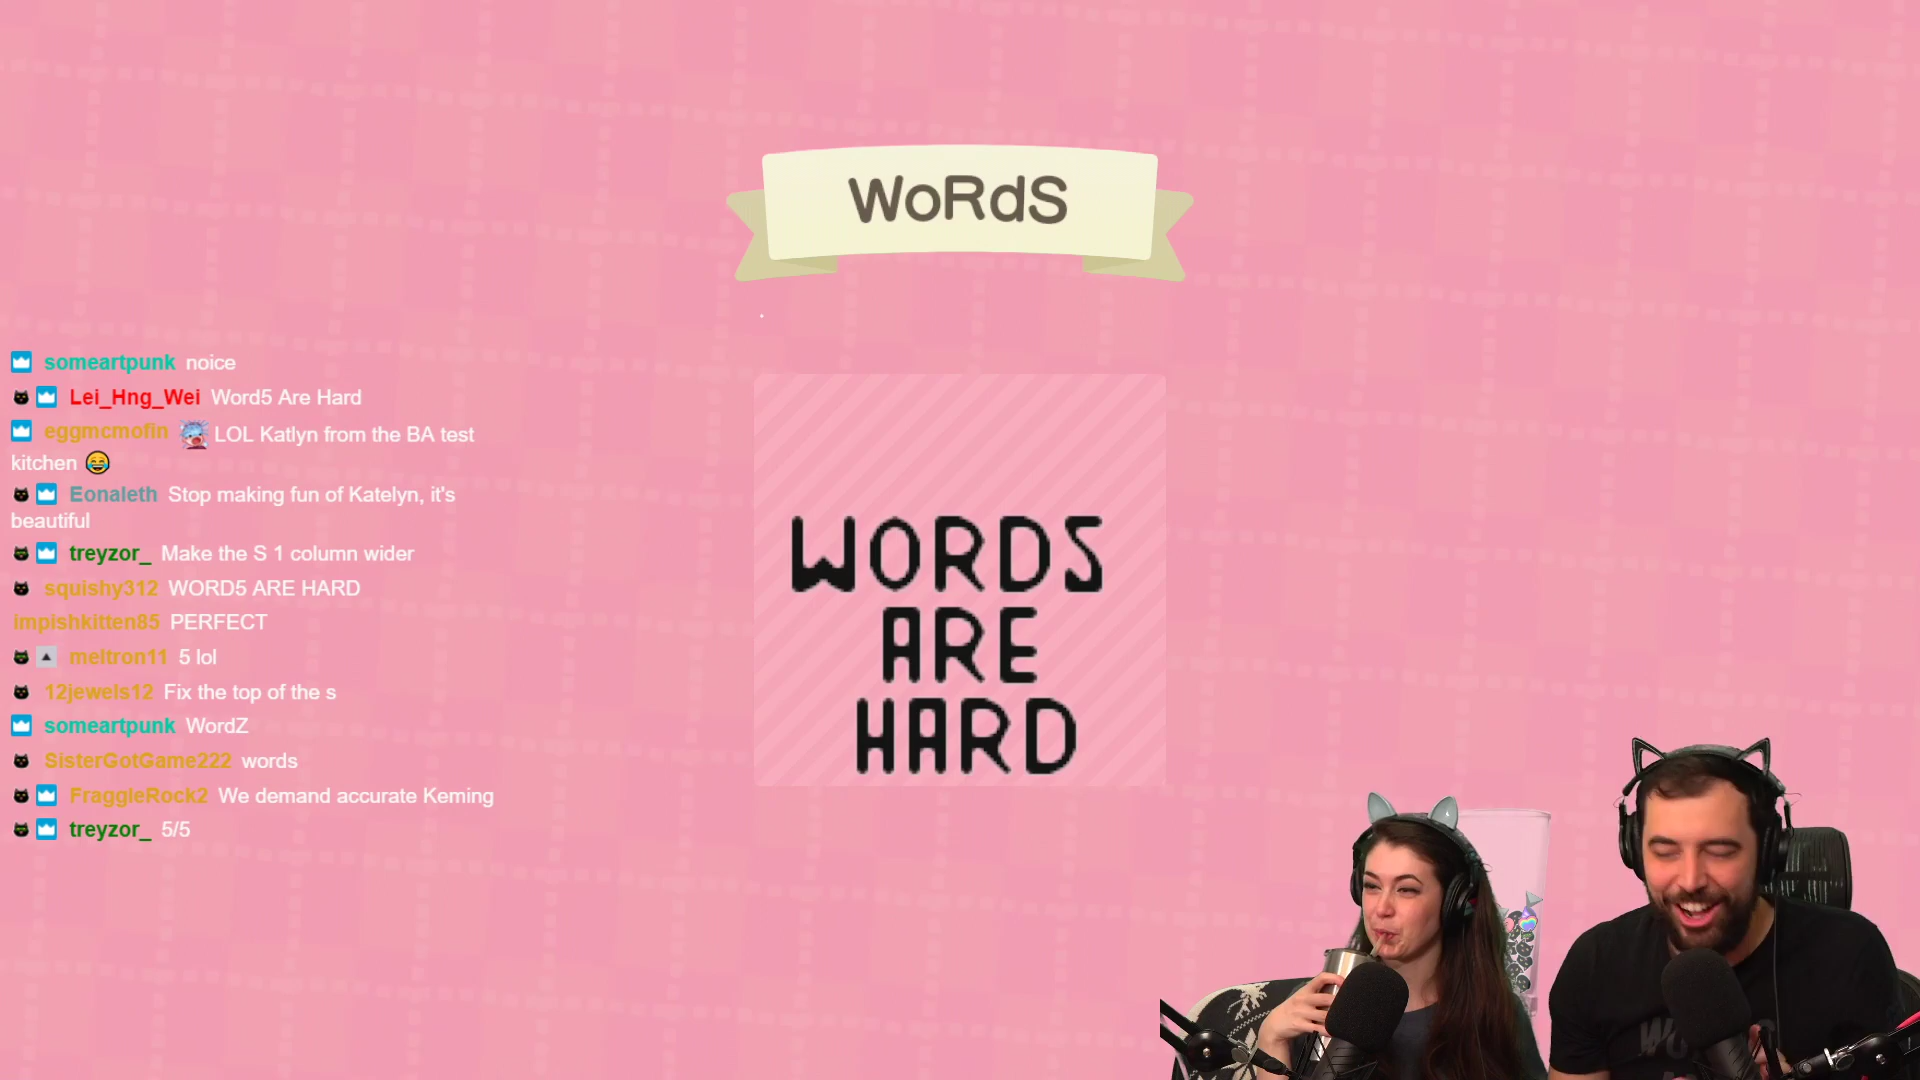 WoRdS
someartpunk noice
Lei_Hng_Wei Word5 Are Hard
eggmcmofin LOL Katlyn from the BA test
kitchen
Eonaleth Stop making fun of Katelyn, it's
beautiful
treyzor_ Make the S 1 column wider
squishy312 WORD5 ARE HARD
impishkitten85 PERFECT
meltron11 5 lol
12jewels12 Fix the top of the s
someartpunk WordZ
SisterGotGame222 words
FraggleRock2 We demand accurate Keming
treyzor_ 5/5
WORDS
ARE
HARD